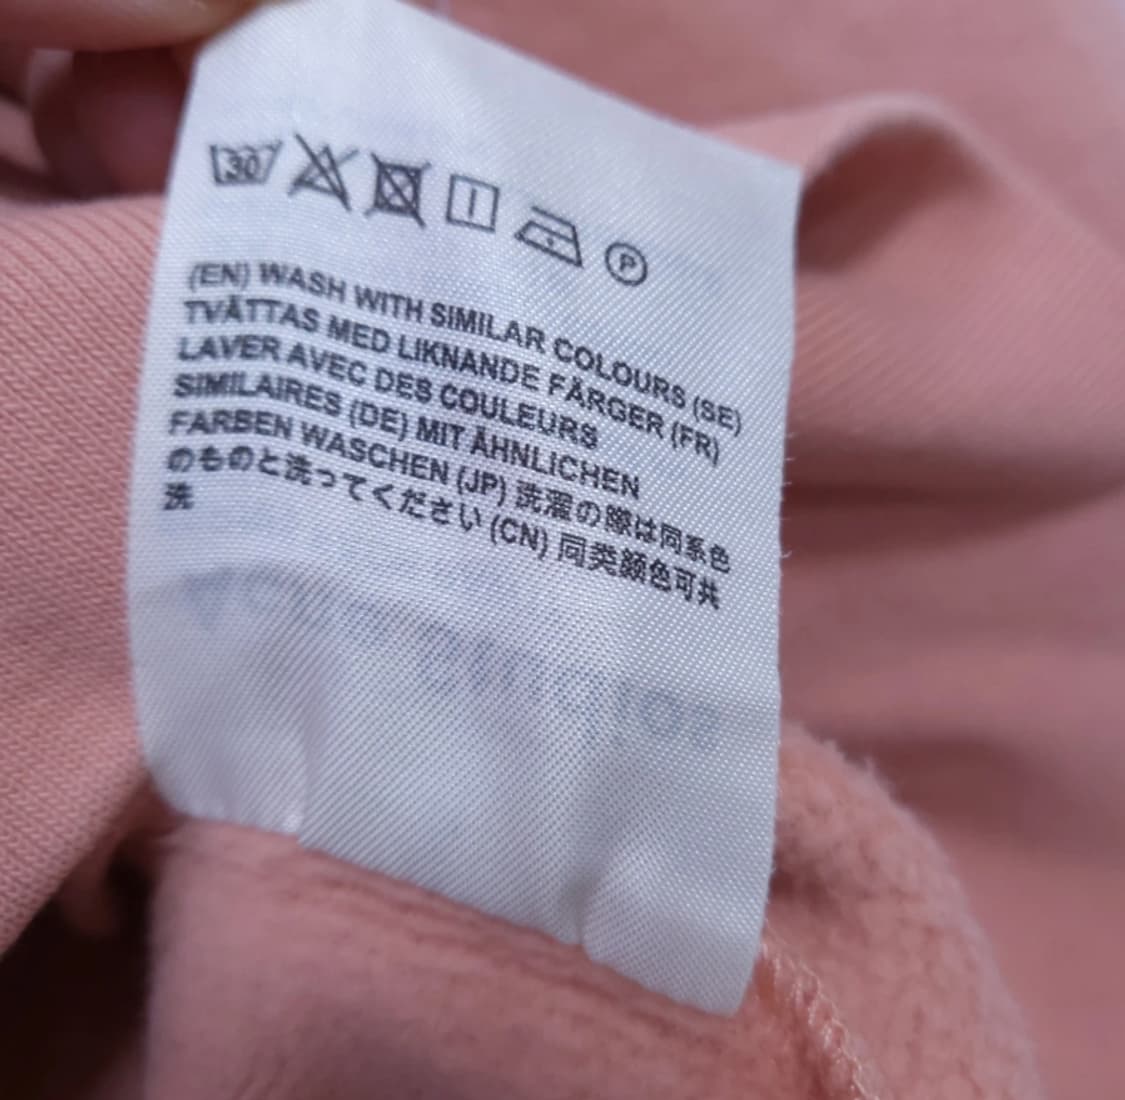 30
P
(EN) WASH WITH SIMILAR COLOURS (SE)
TVÄTTAS MED LIKNANDE FÄRGER (FR)
LAVER AVEC DES COULEURS
SIMILAIRES (DE) MIT ÄHNLICHEN
FARBEN WASCHEN (JP) 洗濯の際は同系色
のものと洗ってください (CN) 同类颜色可共
洗